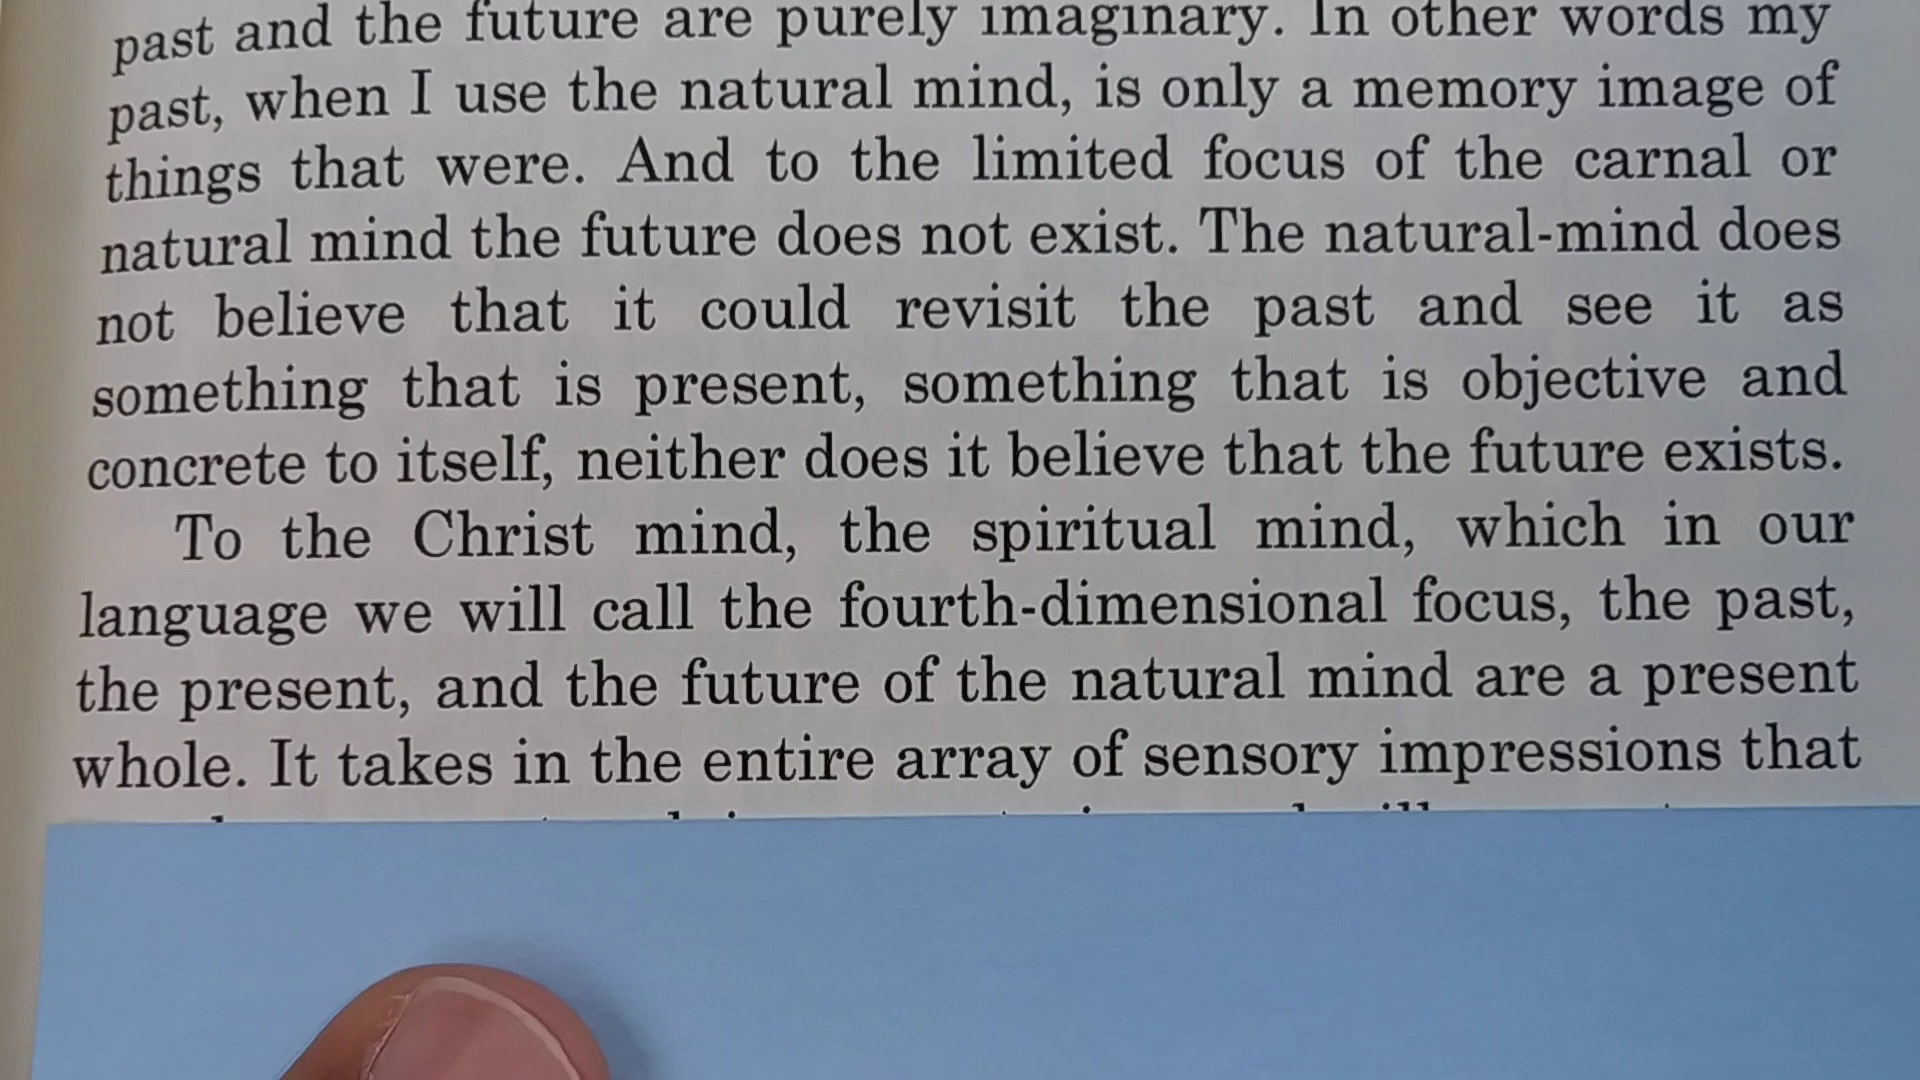 past and the future are purely imaginary. In other words my
past, when I use the natural mind, is only a memory image of
things that were. And to the limited focus of the carnal or
natural mind the future does not exist. The natural-mind does
not believe that it could revisit the past and see it as
something that is present, something that is objective and
concrete to itself, neither does it believe that the future exists.
To the Christ mind, the spiritual mind, which in our
language we will call the fourth-dimensional focus, the past,
the present, and the future of the natural mind are a present
whole. It takes in the entire array of sensory impressions that